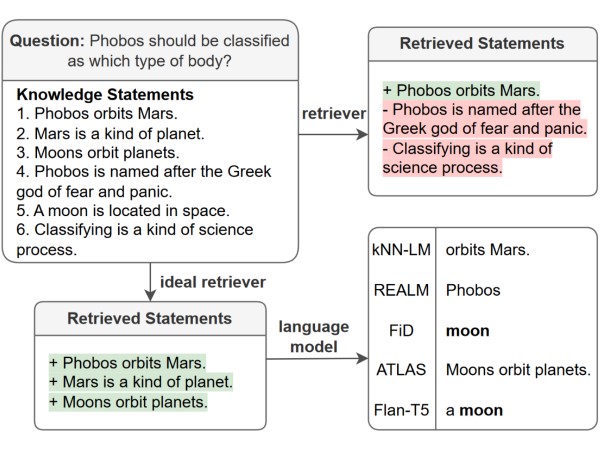 Question: Phobos should be classified
as which type of body?
Knowledge Statements
1. Phobos orbits Mars.
2. Mars is a kind of planet.
3. Moons orbit planets.
4. Phobos is named after the Greek
god of fear and panic.
5. A moon is located in space.
6. Classifying is a kind of science
process.
retriever
Retrieved Statements
+ Phobos orbits Mars.
- Phobos is named after the
Greek god of fear and panic.
- Classifying is a kind of
science process.
ideal retriever
Retrieved Statements
+ Phobos orbits Mars.
+ Mars is a kind of planet.
+ Moons orbit planets.
language
model
kNN-LM orbits Mars.
REALM Phobos
FiD moon
ATLAS Moons orbit planets.
Flan-T5 a moon